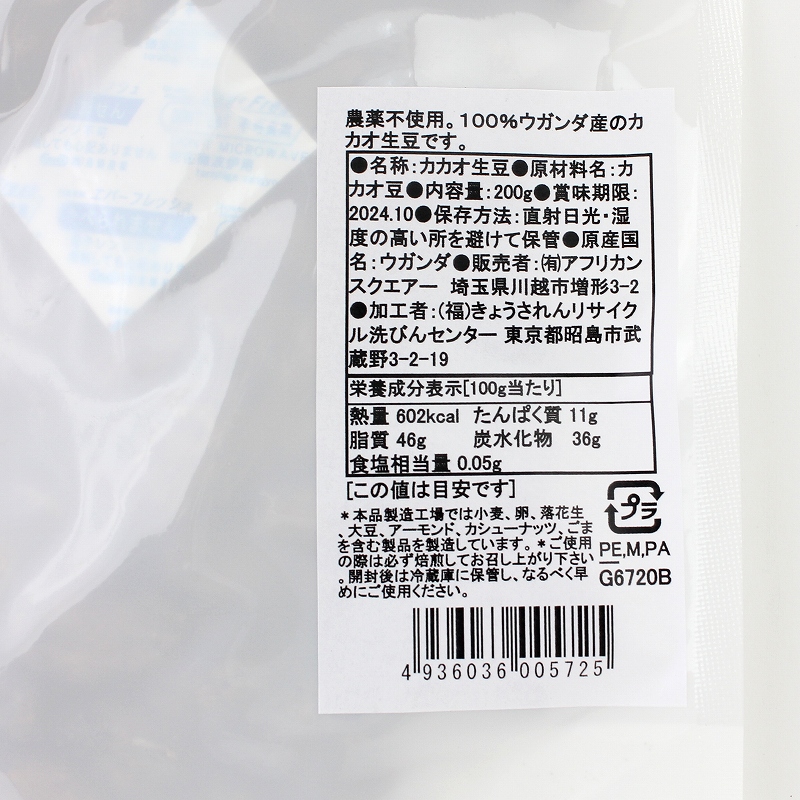 農薬不使用。100%ウガンダ産のカ
カオ生豆です。
●名称:カカオ生豆●原材料名:カ
カオ豆●内容量:200g●賞味期限:
2024.10●保存方法:直射日光・湿
度の高い所を避けて保管●原産国
名:ウガンダ●販売者:㈲アフリカン
スクエアー 埼玉県川越市増形3-2
●加工者:(福)きょうされんリサイク
ル洗びんセンター 東京都昭島市武
蔵野3-2-19
栄養成分表示[100g当たり]
熱量 602kcal たんぱく質 11g
脂質 46g 炭水化物 36g
食塩相当量 0.05g
[この値は目安です]
＊本品製造工場では小麦、卵、落花生
、大豆、アーモンド、カシューナッツ、ごま
を含む製品を製造しています。＊ご使用
の際は必ず焙煎してお召し上がり下さい
。開封後は冷蔵庫に保管し、なるべく早
めにご使用ください。
プラ
PE,M,PA
G6720B
4 936036 005725